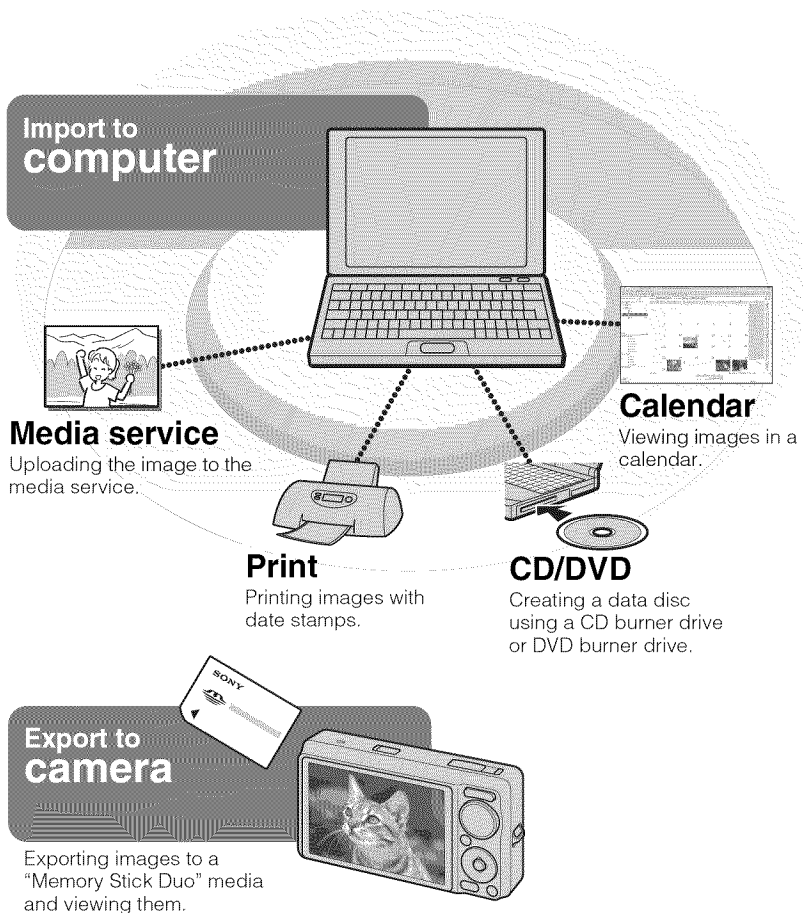 Import to
computer
Media service
Uploading the image to the
media service.
Calendar
Viewing images in a
calendar.
Print
Printing images with
date stamps.
CD/DVD
Creating a data disc
using a CD burner drive
or DVD burner drive.
SONY
Export to
camera
Exporting images to a
“Memory Stick Duo” media
and viewing them.